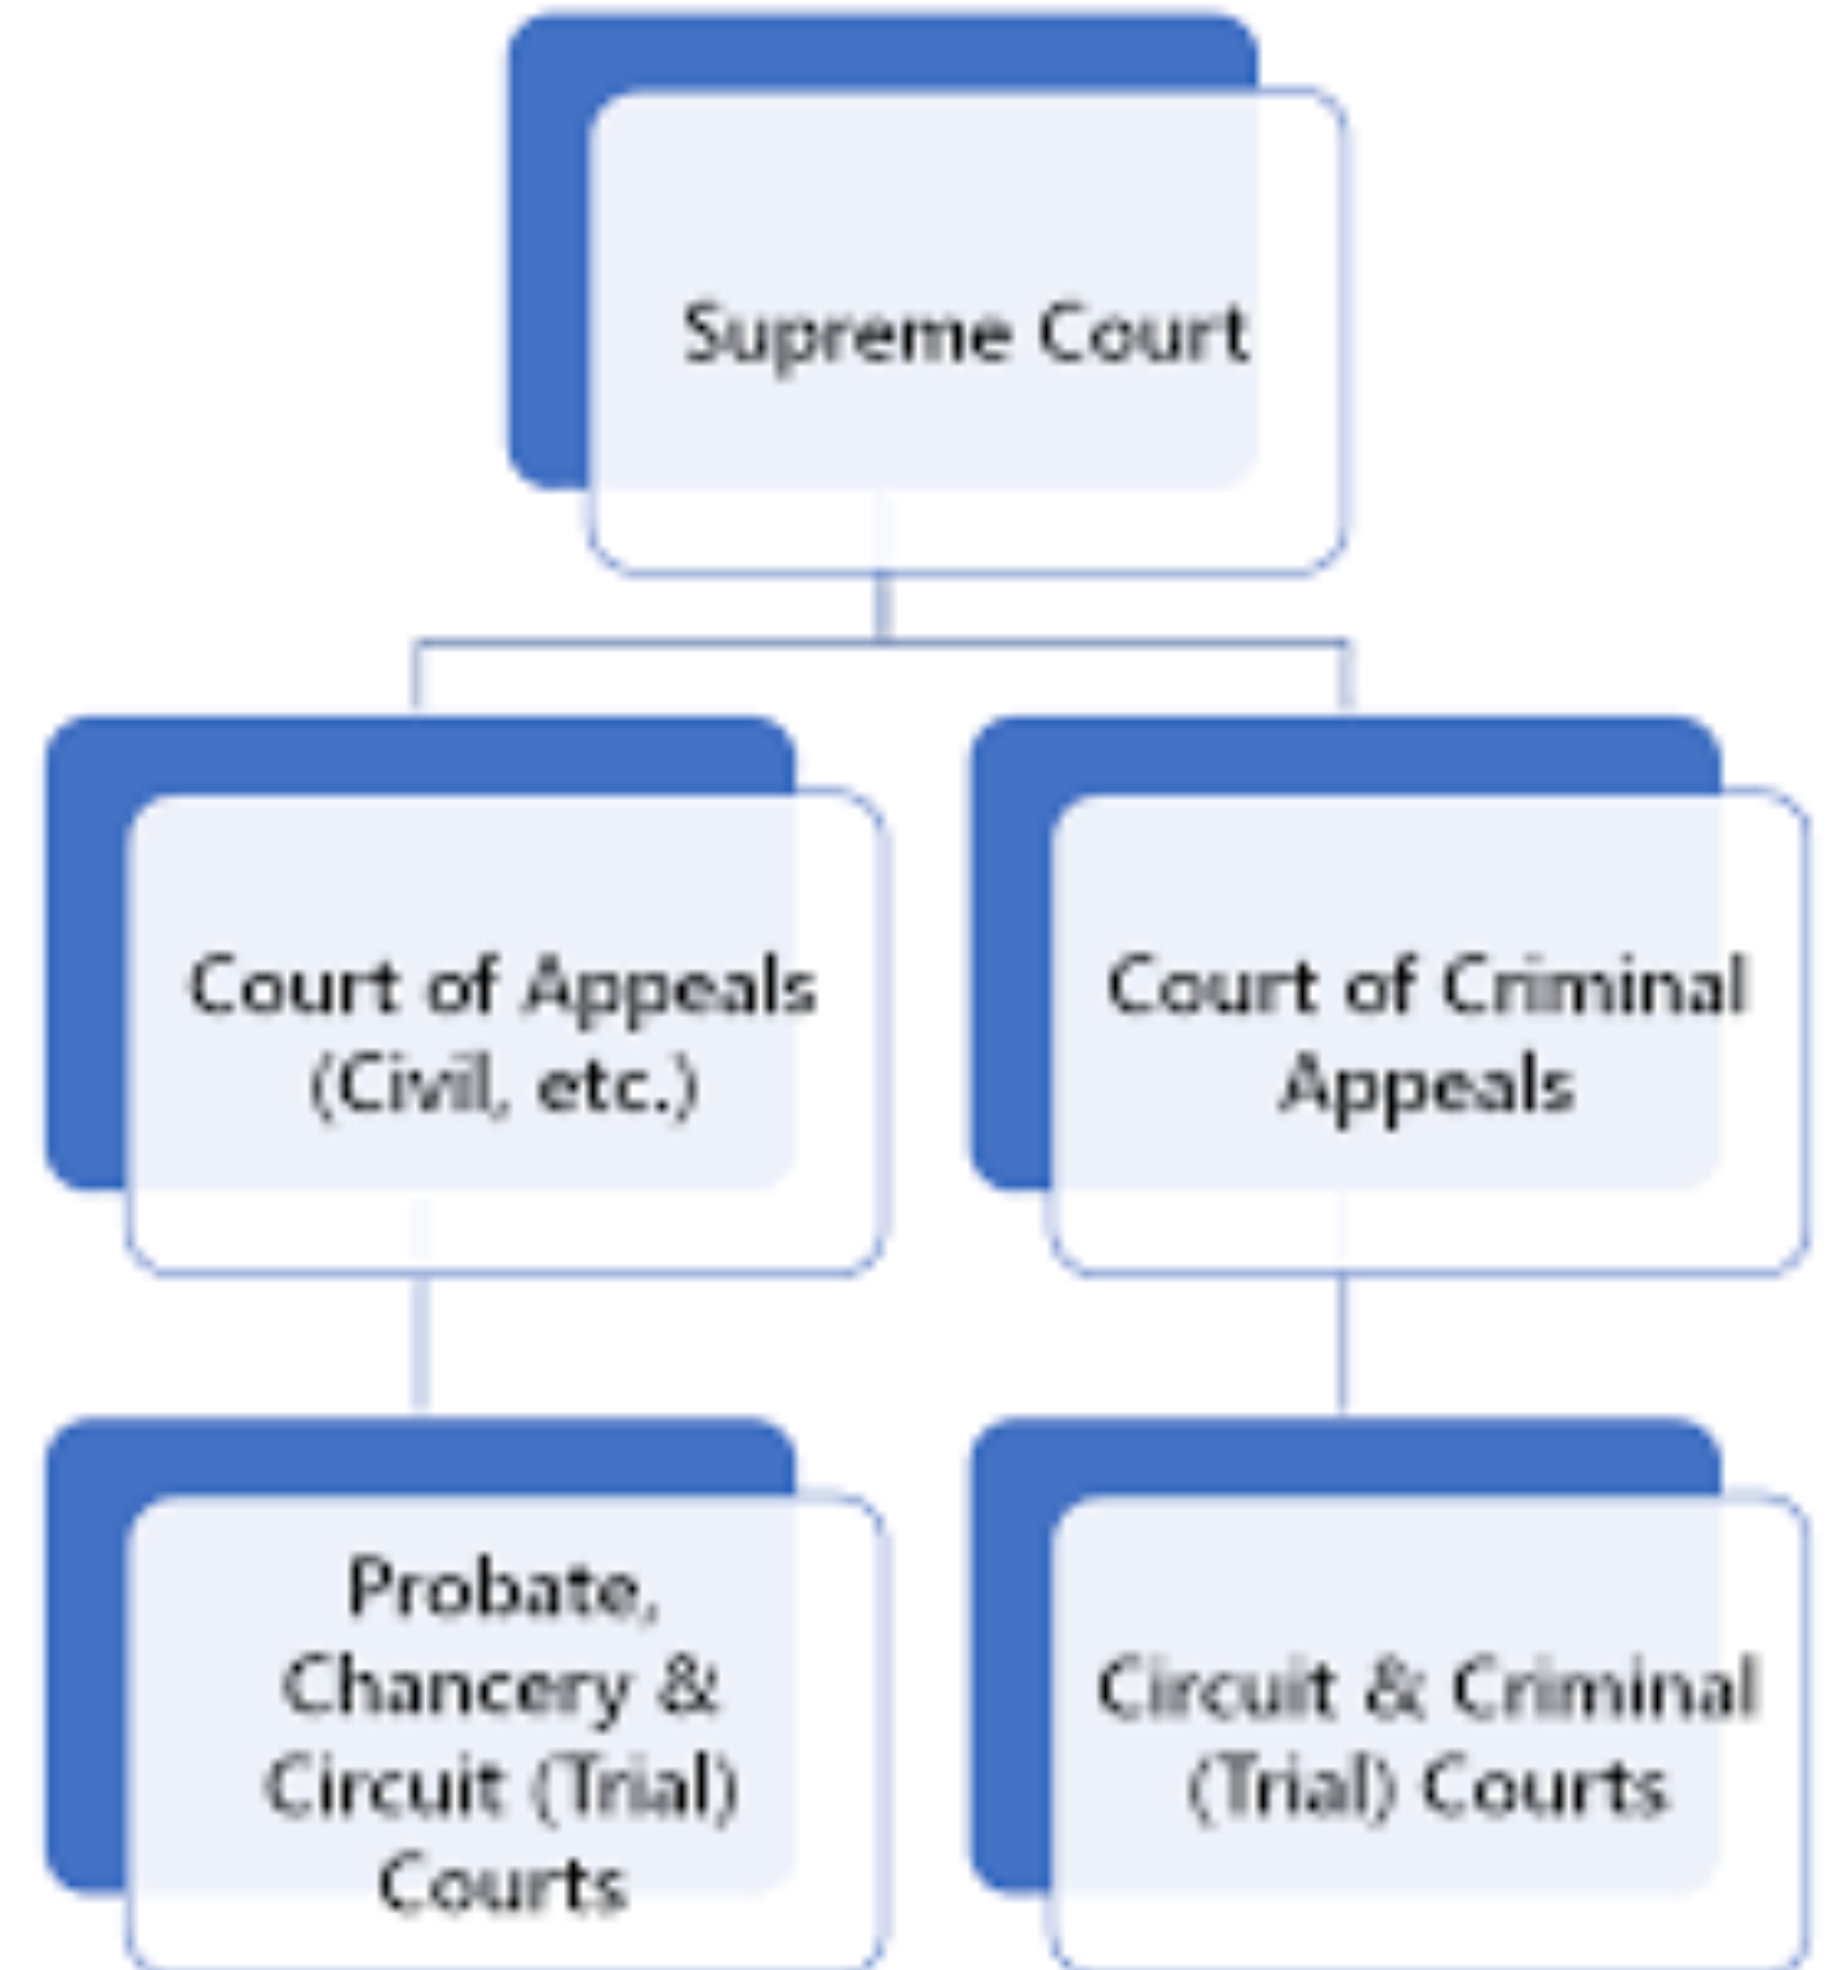 Supreme Court
Court of Appeals
(Civil, etc.)
Court of Criminal
Appeals
Probate,
Chancery &
Circuit (Trial)
Courts
Circuit & Criminal
(Trial) Courts